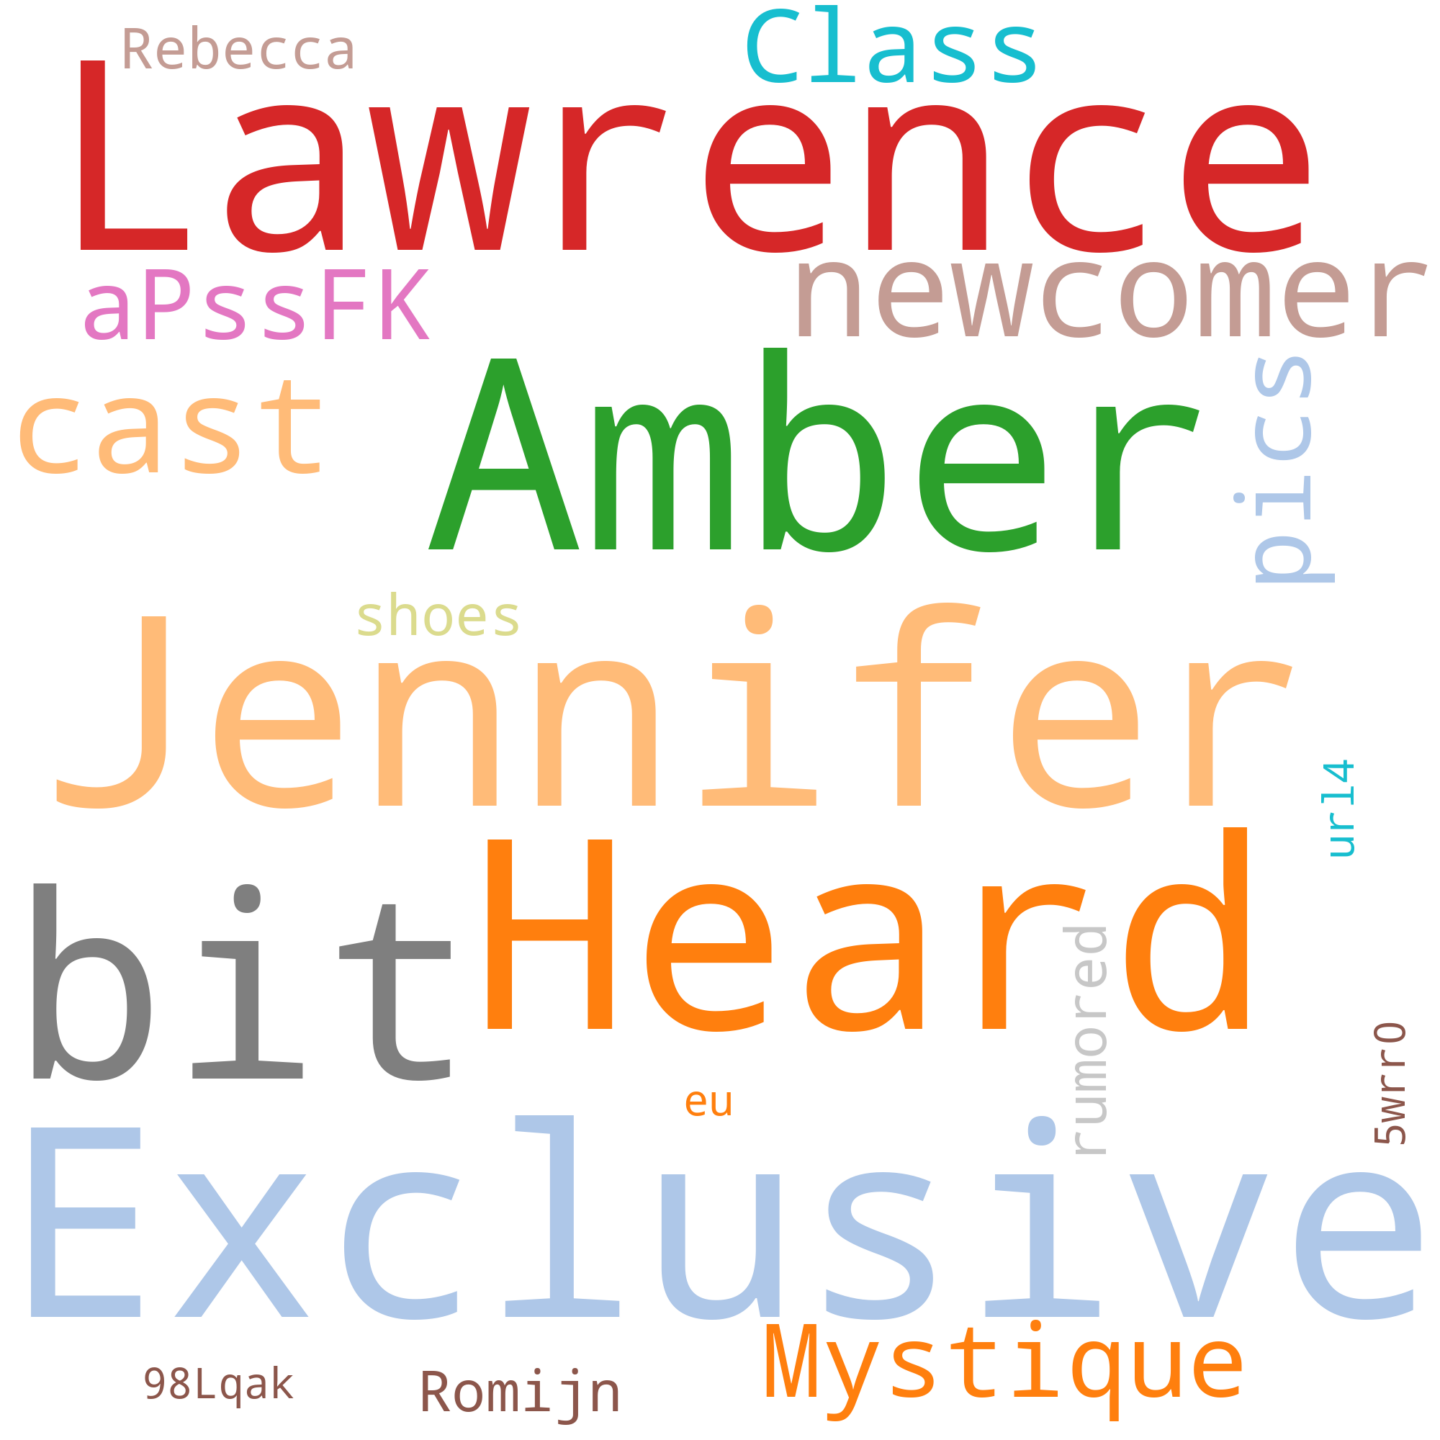 Rebecca
Class
Lawrence
aPssFK
newcomer
cast
Amber
pics
shoes
Jennifer
url4
bit
Heard
rumored
5wrrO
eu
Exclusive
Mystique
98Lqak
Romijn